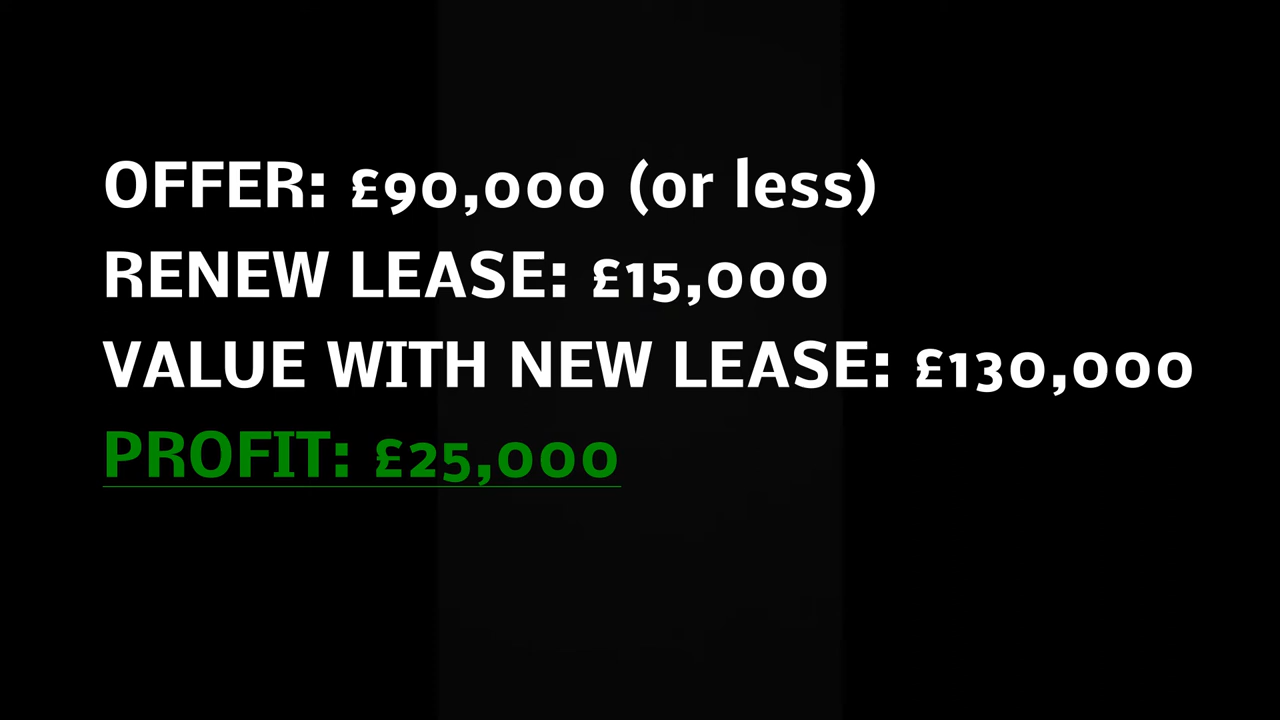 OFFER: £90,000 (or less)
RENEW LEASE: £15,000
VALUE WITH NEW LEASE: £130,000
PROFIT: £25,000